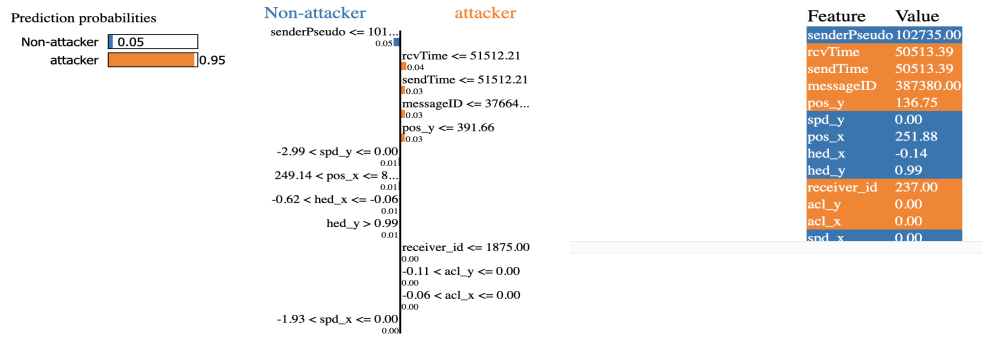 Prediction probabilities
Non-attacker 0.05
attacker 0.95
Non-attacker attacker
senderPseudo <= 101...
0.05
rcvTime <= 51512.21
0.04
sendTime <= 51512.21
0.03
messageID <= 37664...
0.03
pos_y <= 391.66
0.03
-2.99 < spd_y <= 0.00
0.01
249.14 < pos_x <= 8...
0.01
-0.62 < hed_x <= -0.06
0.01
hed_y > 0.99
0.01
receiver_id <= 1875.00
0.00
-0.11 < acl_y <= 0.00
0.00
-0.06 < acl_x <= 0.00
0.00
-1.93 < spd_x <= 0.00
0.00
Feature Value
senderPseudo 102735.00
rcvTime 50513.39
sendTime 50513.39
messageID 387380.00
pos_y 136.75
spd_y 0.00
pos_x 251.88
hed_x -0.14
hed_y 0.99
receiver_id 237.00
acl_y 0.00
acl_x 0.00
spd_x 0.00